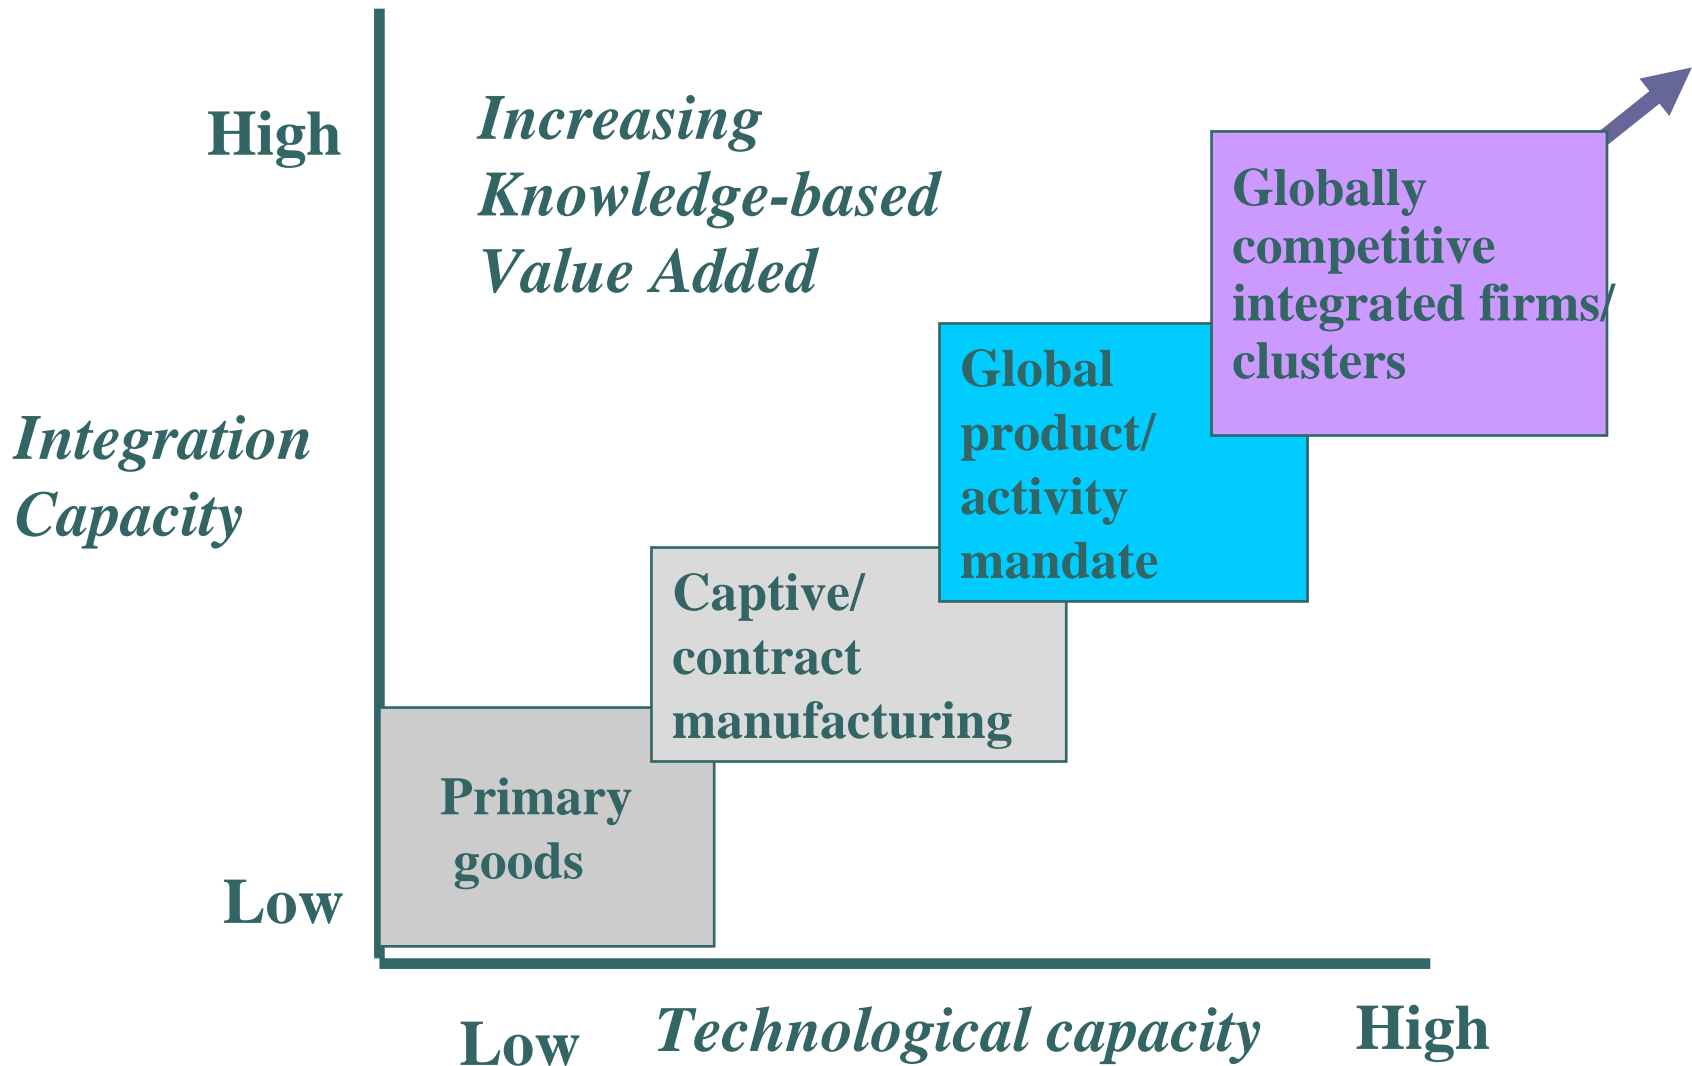 High
Increasing
Knowledge-based
Value Added
Globally
competitive
integrated firms/
clusters
Integration
Capacity
Global
product/
activity
mandate
Captive/
contract
manufacturing
Primary
goods
Low
Low
Technological capacity
High